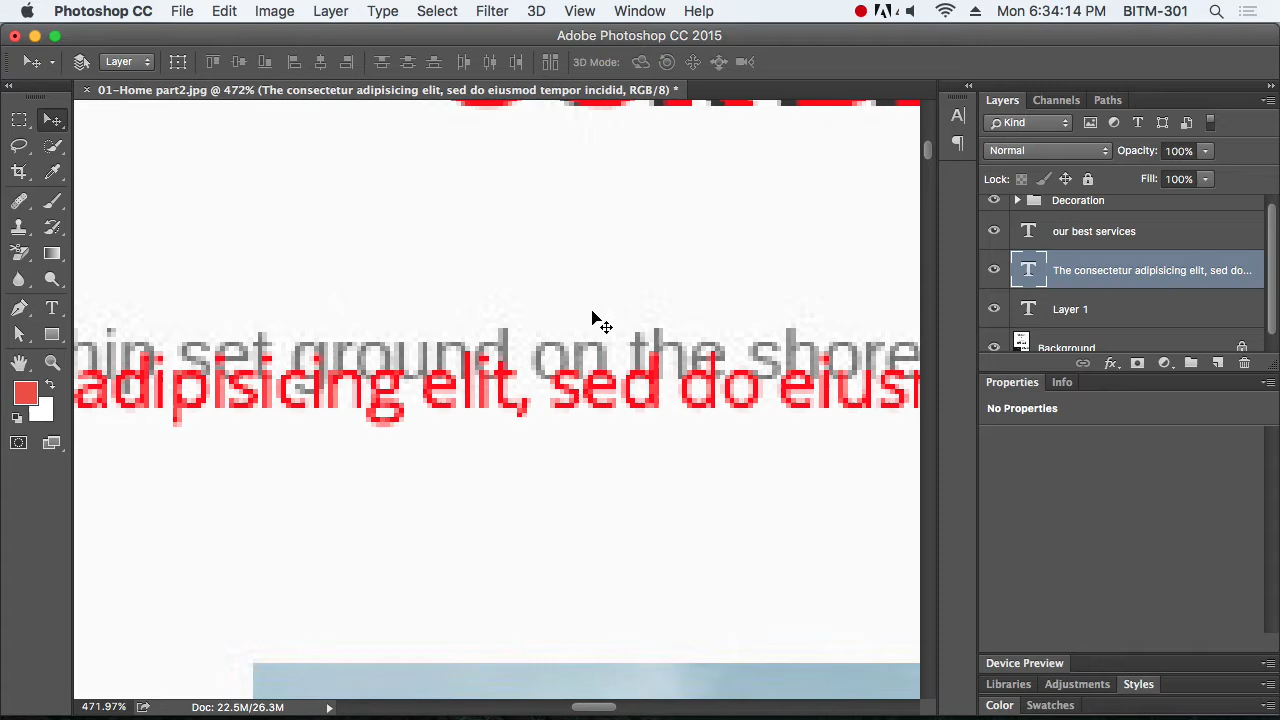 Photoshop CC File Edit Image Layer Type Select Filter 3D View Window Help Mon 6:34:14 PM BITM-301
Adobe Photoshop CC 2015
Layer 3D Mode:
× 01-Home part2.jpg @ 472% (The consectetur adipisicing elit, sed do eiusmod tempor incidid, RGB/8) *
Layers Channels Paths
Kind
Normal Opacity: 100%
Lock: Fill: 100%
Decoration
our best services
The consectetur adipisicing elit, sed do...
Layer 1
Background
hin set ground on the shore
adipisicing elit, sed do eius
Properties Info
No Properties
Device Preview
Libraries Adjustments Styles
Color Swatches
471.97% Doc: 22.5M/26.3M